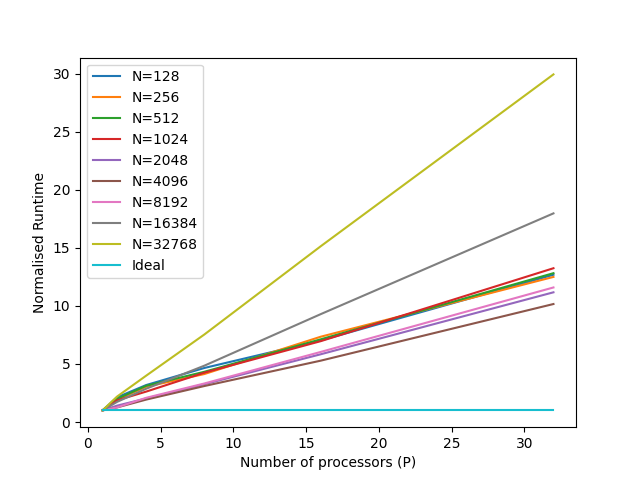 30
25
20
15
10
5
0
Normalised Runtime
N=128
N=256
N=512
N=1024
N=2048
N=4096
N=8192
N=16384
N=32768
Ideal
0 5 10 15 20 25 30
Number of processors (P)